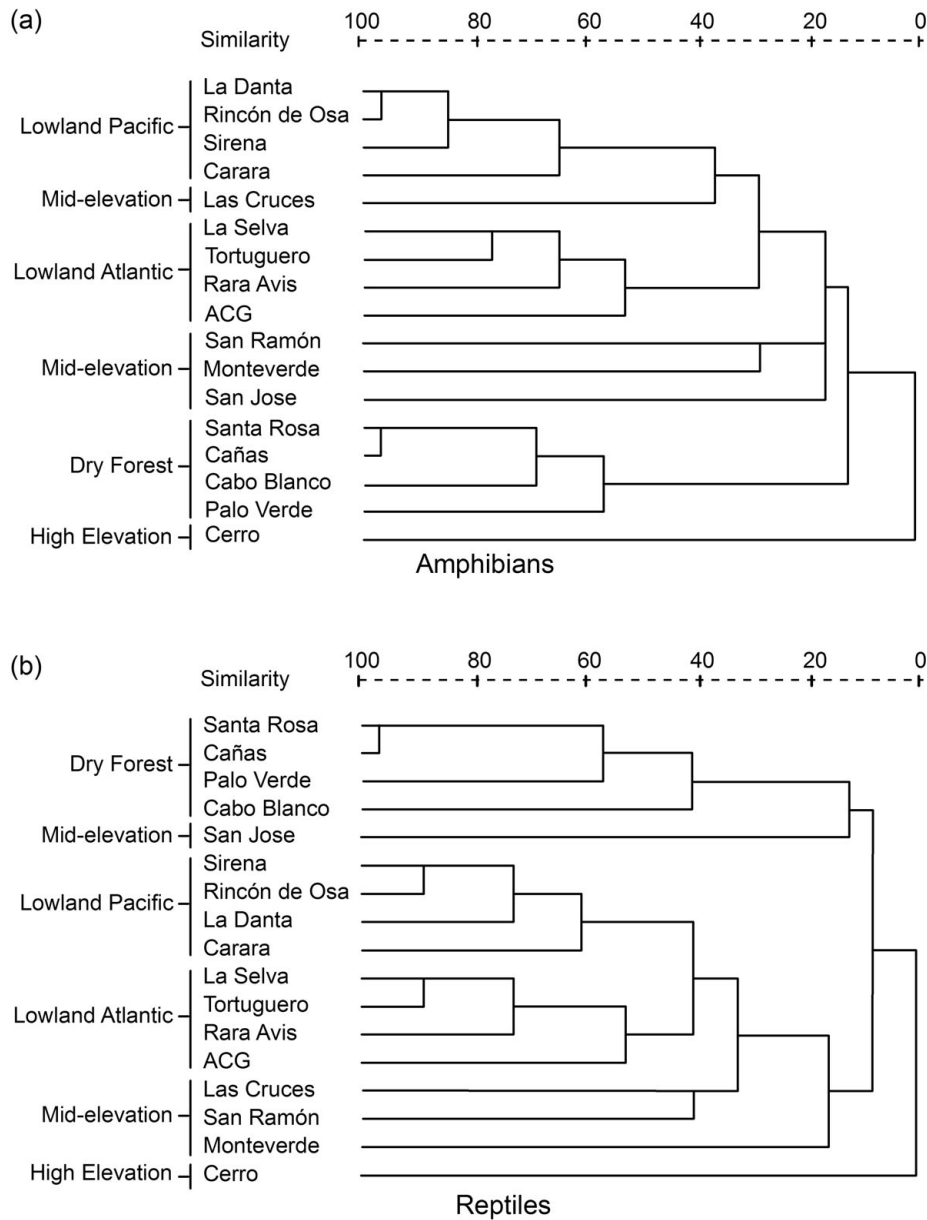 (a)
100 80 60 40 20 0
Similarity
La Danta
Rincón de Osa
Lowland Pacific
Sirena
Carara
Mid-elevation
Las Cruces
La Selva
Tortuguero
Lowland Atlantic
Rara Avis
ACG
San Ramón
Mid-elevation
Monteverde
San Jose
Santa Rosa
Cañas
Dry Forest
Cabo Blanco
Palo Verde
High Elevation
Cerro
Amphibians
(b)
100 80 60 40 20 0
Similarity
Santa Rosa
Cañas
Dry Forest
Palo Verde
Cabo Blanco
Mid-elevation
San Jose
Sirena
Rincón de Osa
Lowland Pacific
La Danta
Carara
La Selva
Tortuguero
Lowland Atlantic
Rara Avis
ACG
Las Cruces
Mid-elevation
San Ramón
Monteverde
High Elevation
Cerro
Reptiles